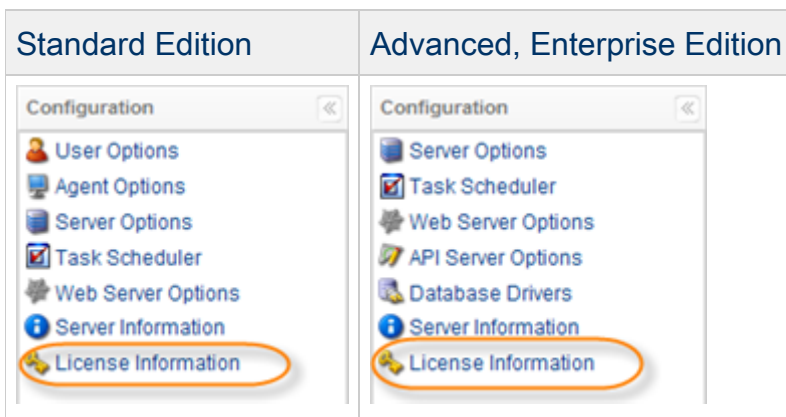 Standard Edition
Advanced, Enterprise Edition
Configuration
User Options
Agent Options
Server Options
Task Scheduler
Web Server Options
Server Information
License Information
Configuration
Server Options
Task Scheduler
Web Server Options
API Server Options
Database Drivers
Server Information
License Information